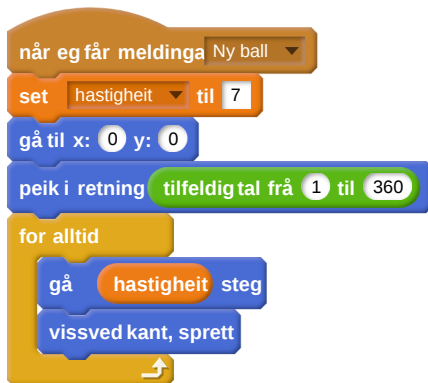 når eg får meldinga Ny ball
set hastigheit til 7
gå til x: 0 y: 0
peik i retning tilfeldig tal frå 1 til 360
for alltid
gå hastigheit steg
viss ved kant, sprett